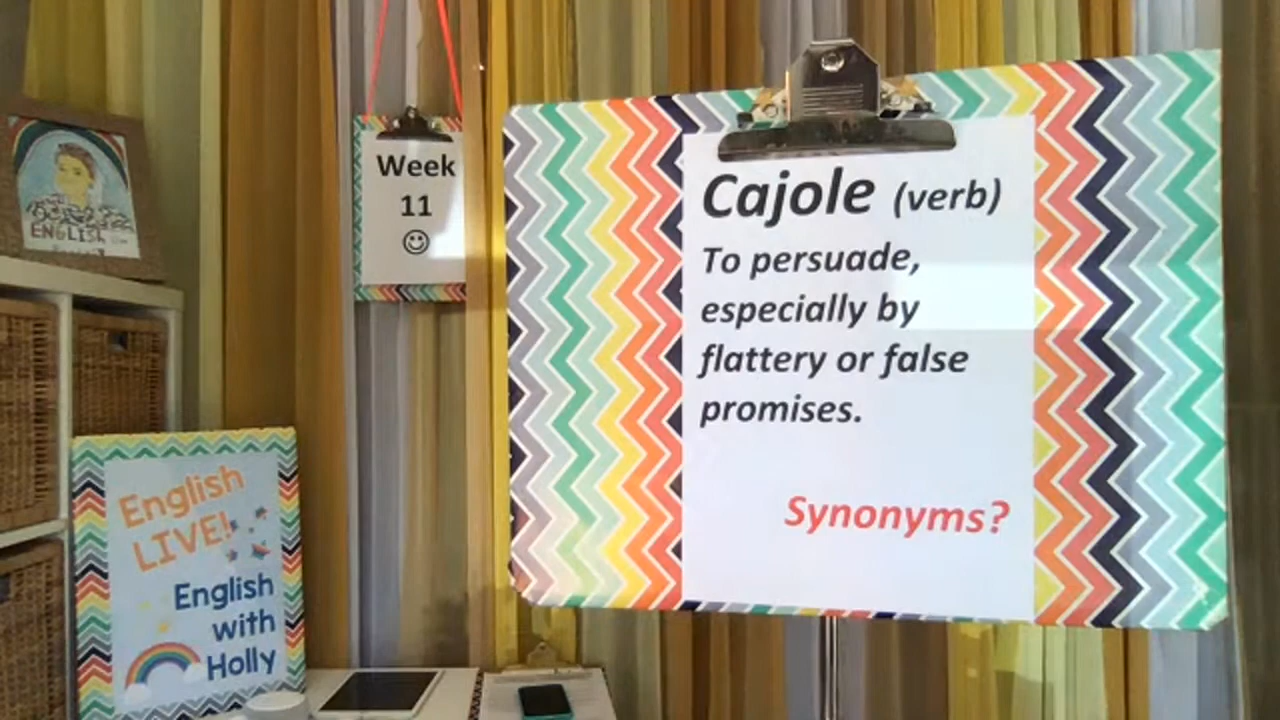 ENGLISH
Week
11
Cajole (verb)
To persuade,
especially by
flattery or false
promises.
Synonyms?
English
LIVE!
English
with
Holly